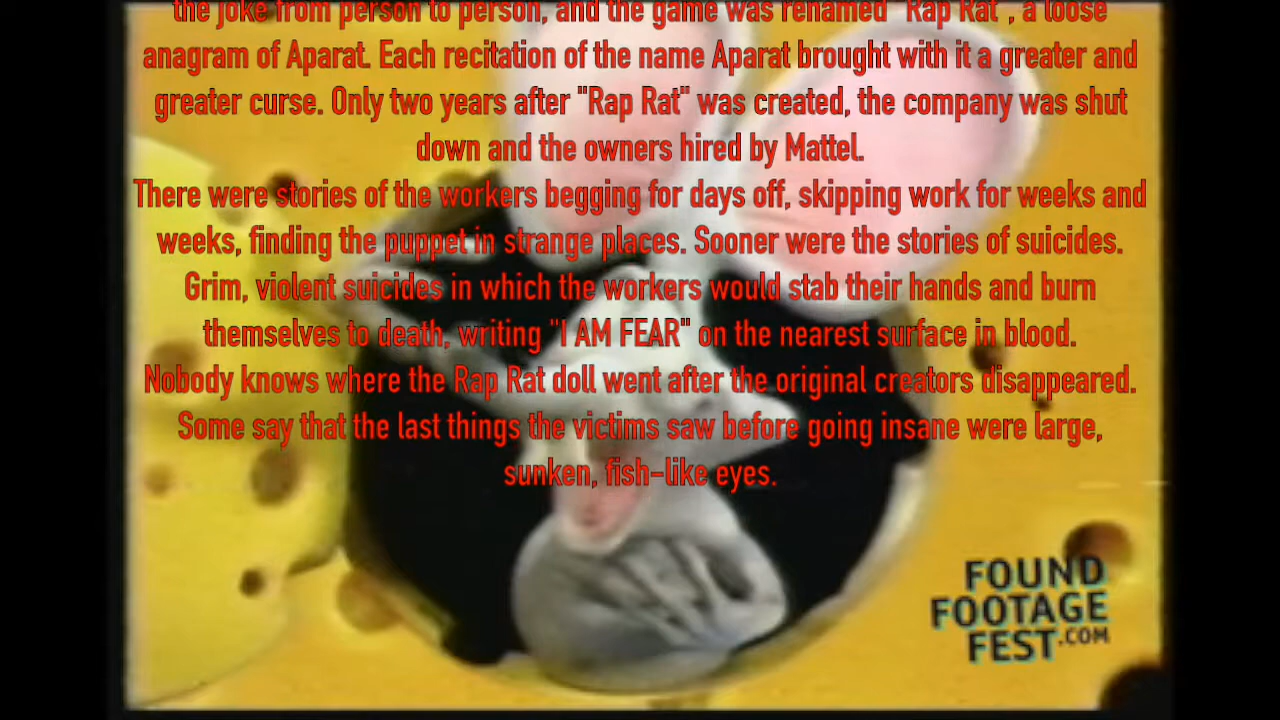 the joke from person to person, and the game was renamed "Rap Rat", a loose
anagram of Aparat. Each recitation of the name Aparat brought with it a greater and
greater curse. Only two years after "Rap Rat" was created, the company was shut
down and the owners hired by Mattel.
There were stories of the workers begging for days off, skipping work for weeks and
weeks, finding the puppet in strange places. Sooner were the stories of suicides.
Grim, violent suicides in which the workers would stab their hands and burn
themselves to death, writing "I AM FEAR" on the nearest surface in blood.
Nobody knows where the Rap Rat doll went after the original creators disappeared.
Some say that the last things the victims saw before going insane were large,
sunken, fish-like eyes.
FOUND
FOOTAGE
FEST.COM